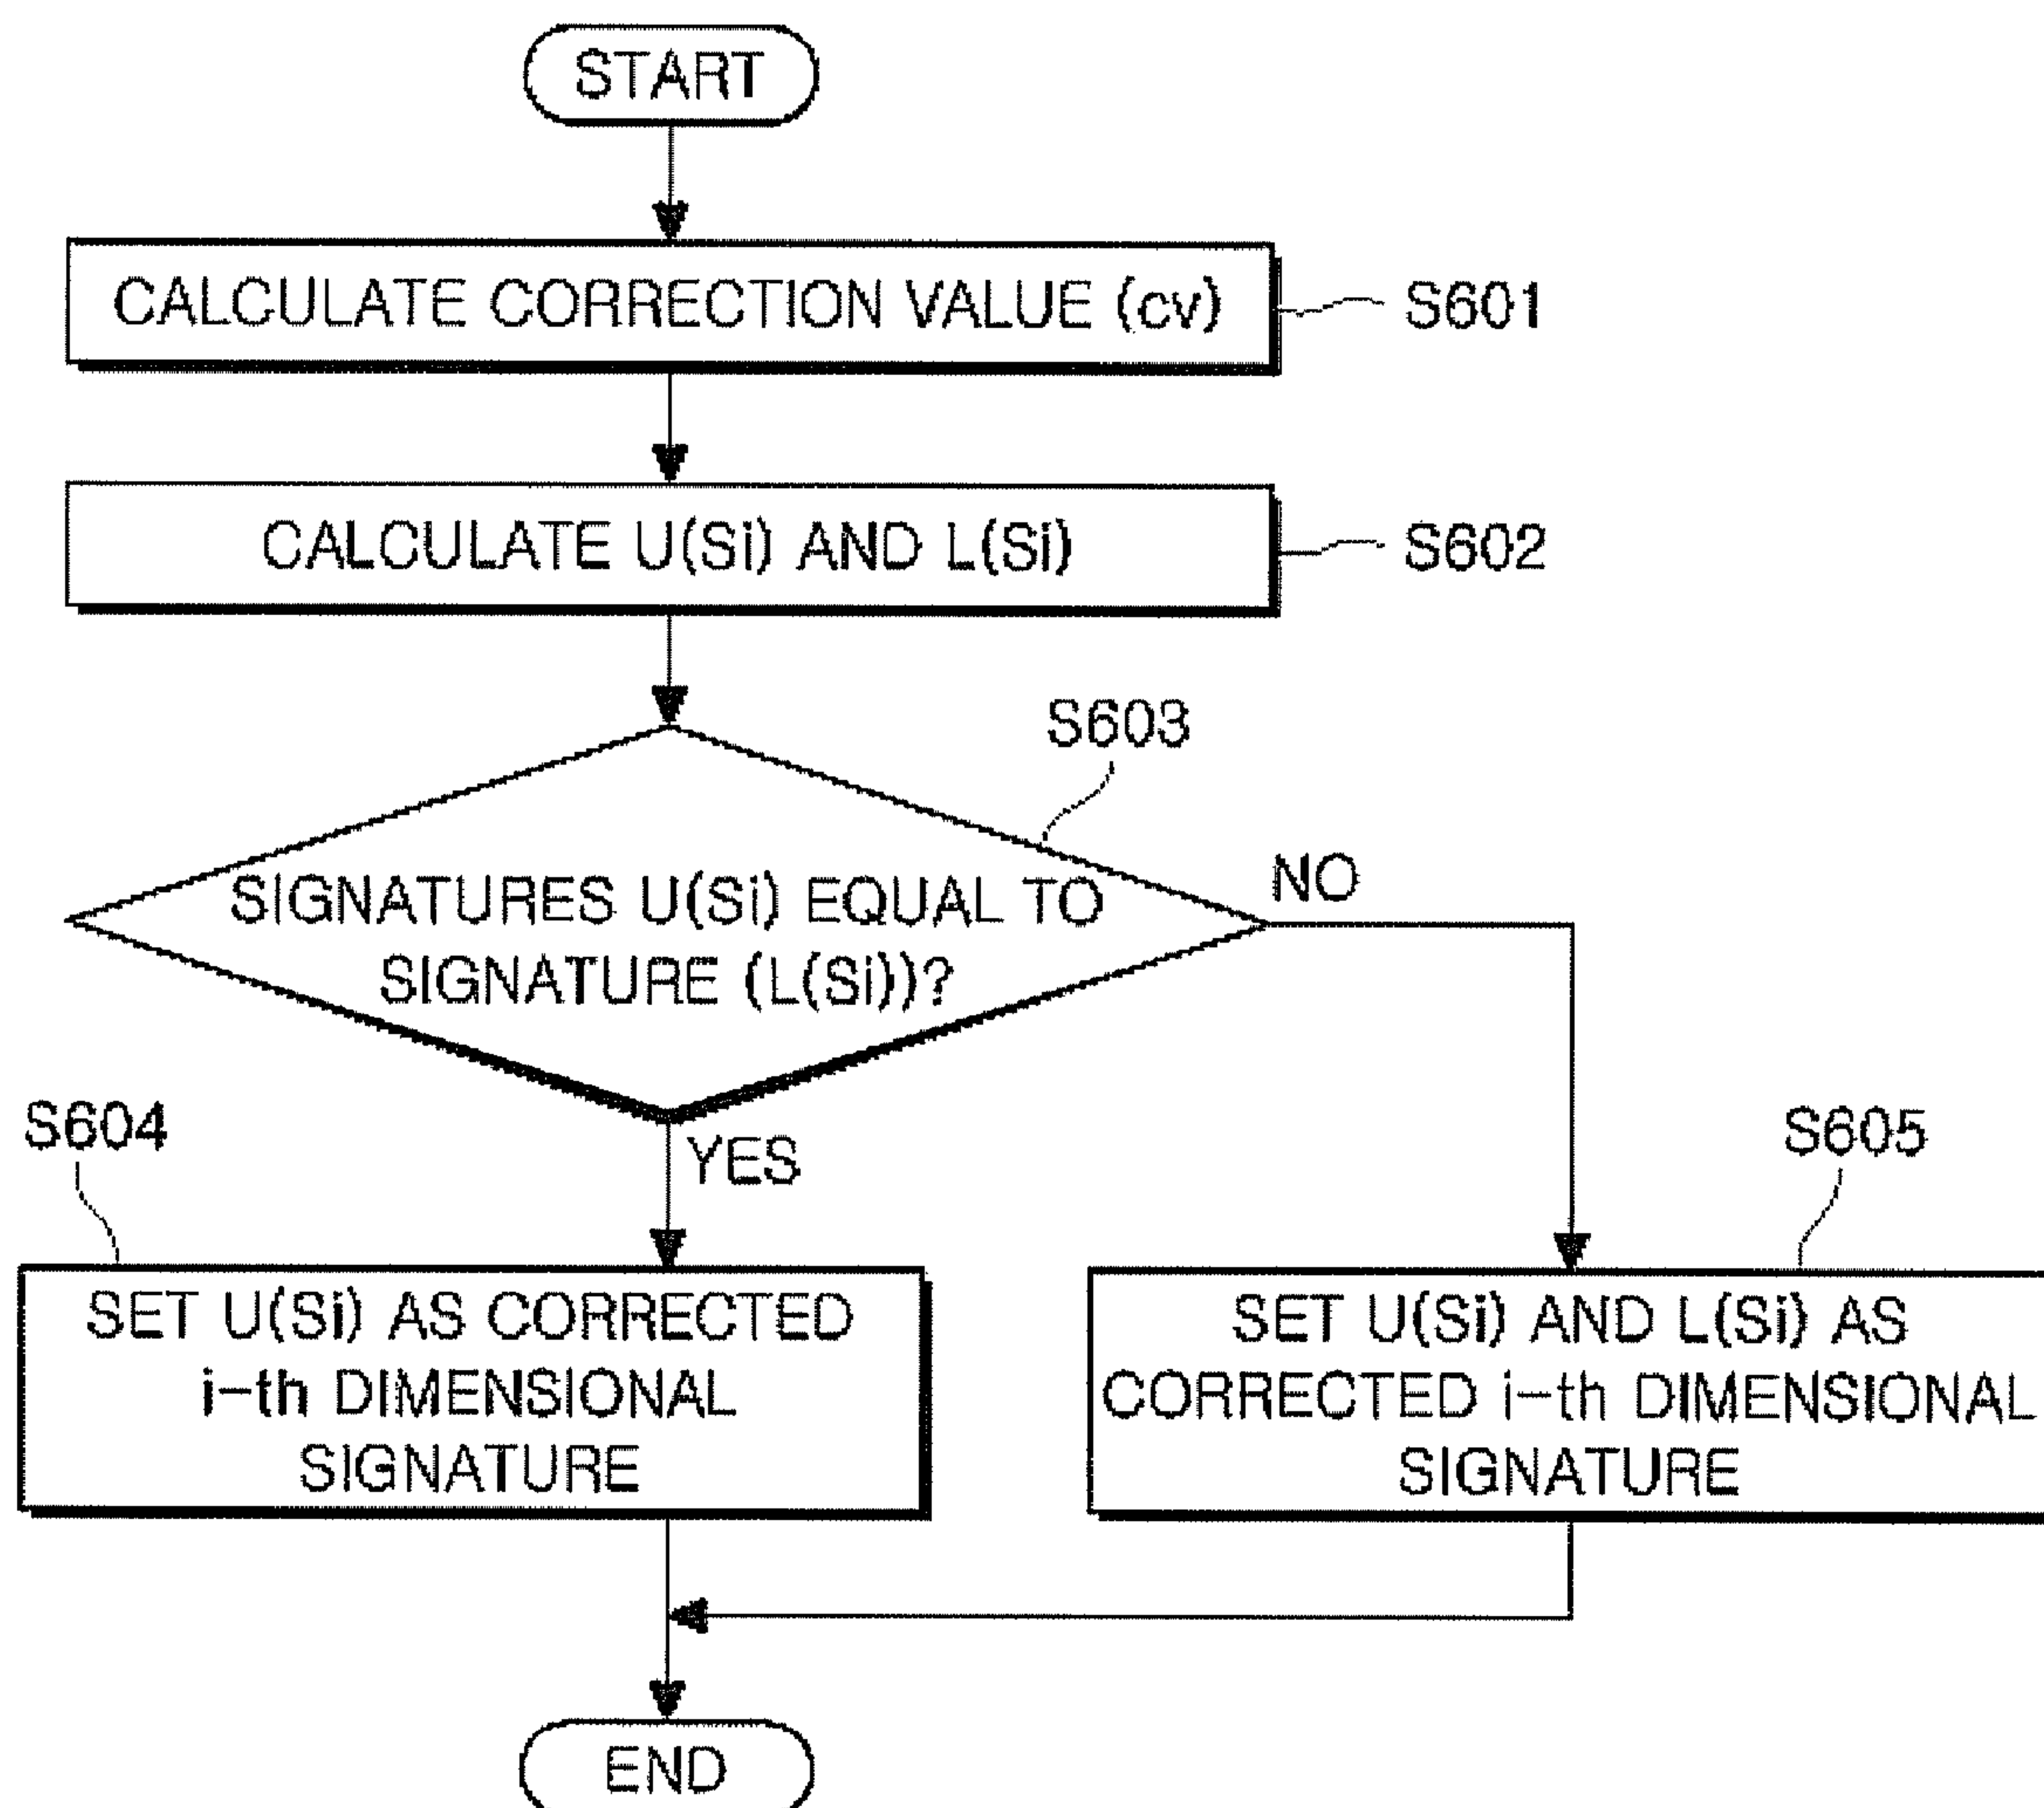 START
CALCULATE CORRECTION VALUE (cv)
S601
CALCULATE U(Si) AND L(Si)
S602
S603
SIGNATURES U(Si) EQUAL TO
SIGNATURE (L(Si))?
NO
YES
S604
SET U(Si) AS CORRECTED
i-th DIMENSIONAL
SIGNATURE
S605
SET U(Si) AND L(Si) AS
CORRECTED i-th DIMENSIONAL
SIGNATURE
END